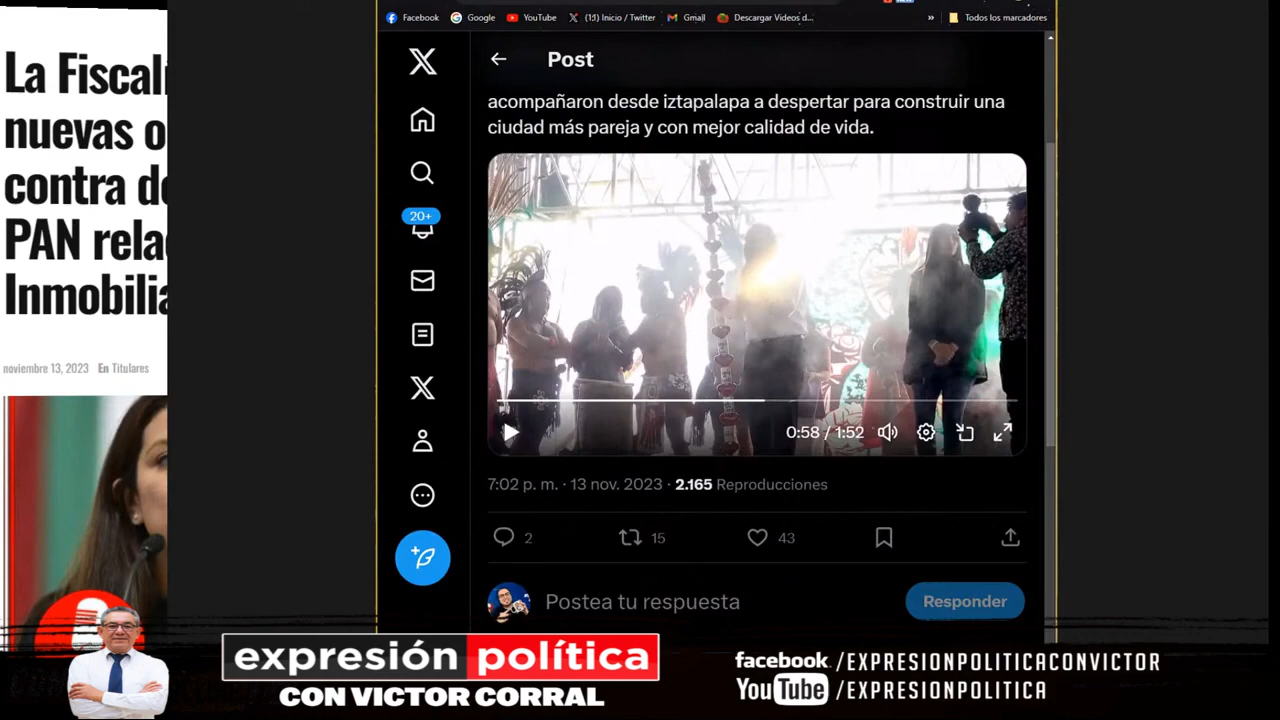 Facebook
Google
YouTube
(13) Inicio / Twitter
Gmail
Descargar Videos d...
»
Todos los marcadores
La Fiscalí
nuevas o
contra de
PAN rela
Inmobilia
noviembre 13, 2023 En Titulares
Post
acompañaron desde iztapalapa a despertar para construir una
ciudad más pareja y con mejor calidad de vida.
20+
0:58 / 1:52
7:02 p. m. · 13 nov. 2023 · 2.165 Reproducciones
2
15
43
Postea tu respuesta
Responder
expresión política
CON VICTOR CORRAL
facebook /EXPRESIONPOLITICACONVICTOR
YouTube /EXPRESIONPOLITICA